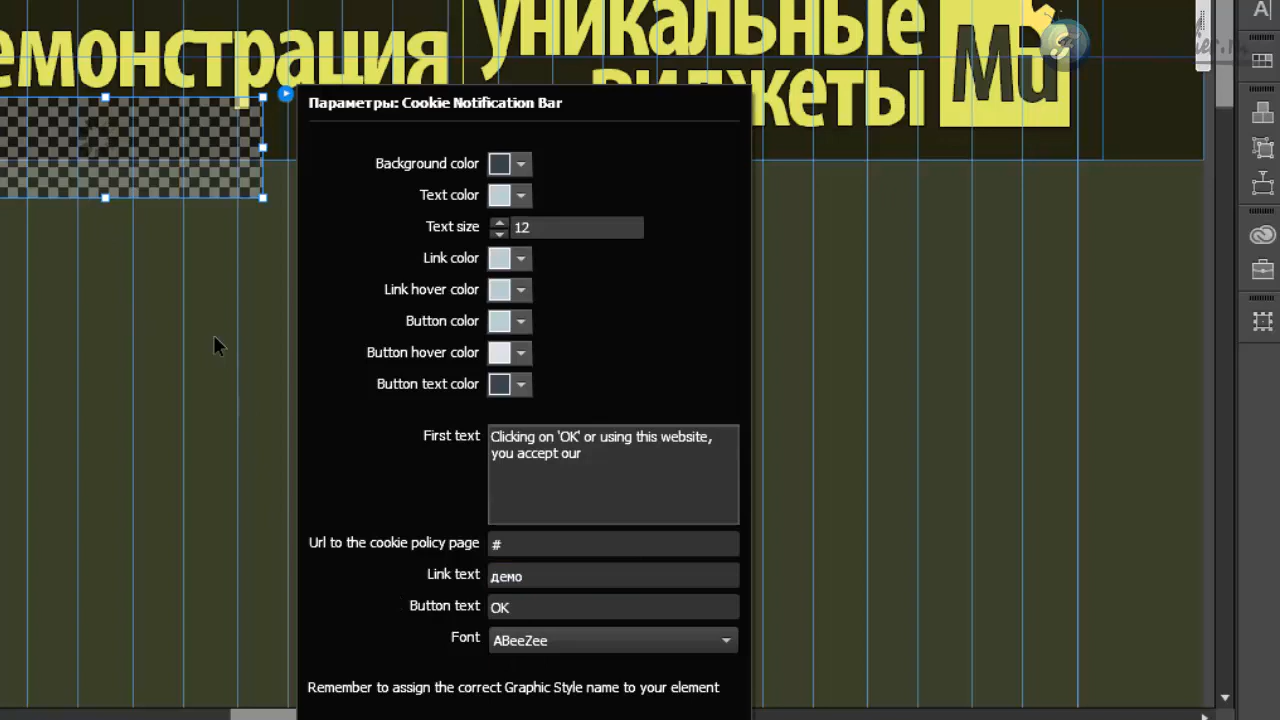 уникальные
емонстрация
виджеты
Mu
Параметры: Cookie Notification Bar
Background color
Text color
Text size 12
Link color
Link hover color
Button color
Button hover color
Button text color
First text Clicking on 'OK' or using this website,
you accept our
Url to the cookie policy page #
Link text демо
Button text OK
Font ABeeZee
Remember to assign the correct Graphic Style name to your element